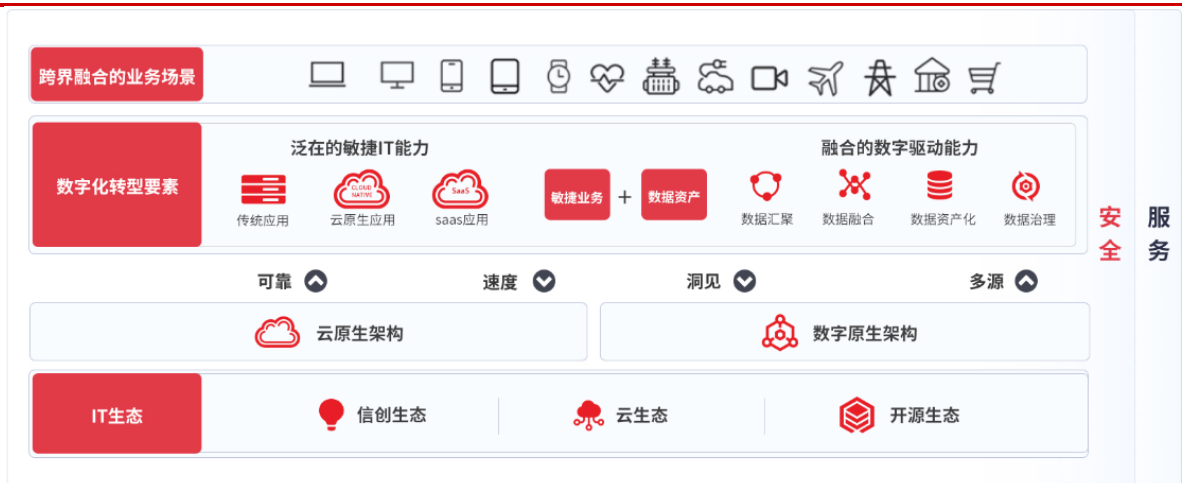 跨界融合的业务场景
数字化转型要素
泛在的敏捷IT能力
融合的数字驱动能力
CLOUD
NATIVE
SaaS
传统应用
云原生应用
saas应用
敏捷业务
+
数据资产
数据汇聚
数据融合
数据资产化
数据治理
可靠
速度
洞见
多源
云原生架构
数字原生架构
IT生态
信创生态
云生态
开源生态
安全
服务